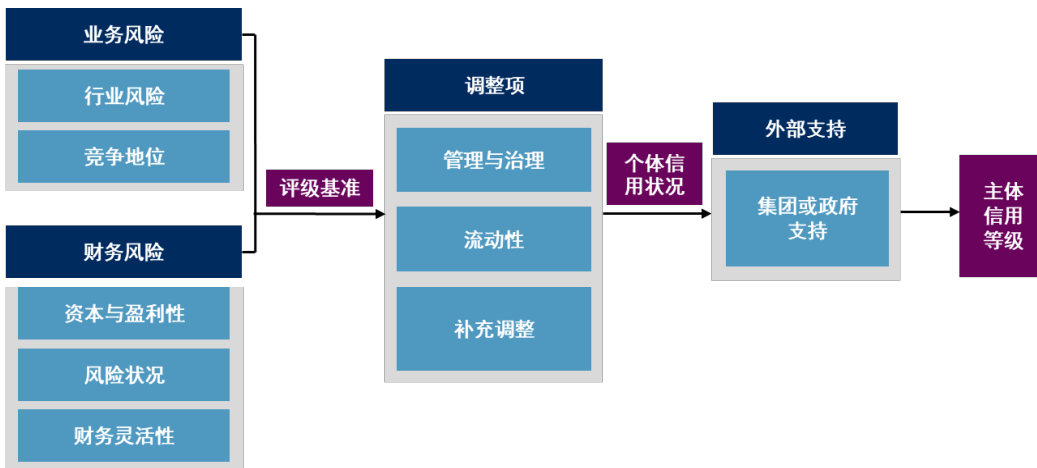 业务风险
行业风险
竞争地位
财务风险
资本与盈利性
风险状况
财务灵活性
评级基准
调整项
管理与治理
流动性
补充调整
个体信
用状况
外部支持
集团或政府
支持
主体
信用
等级